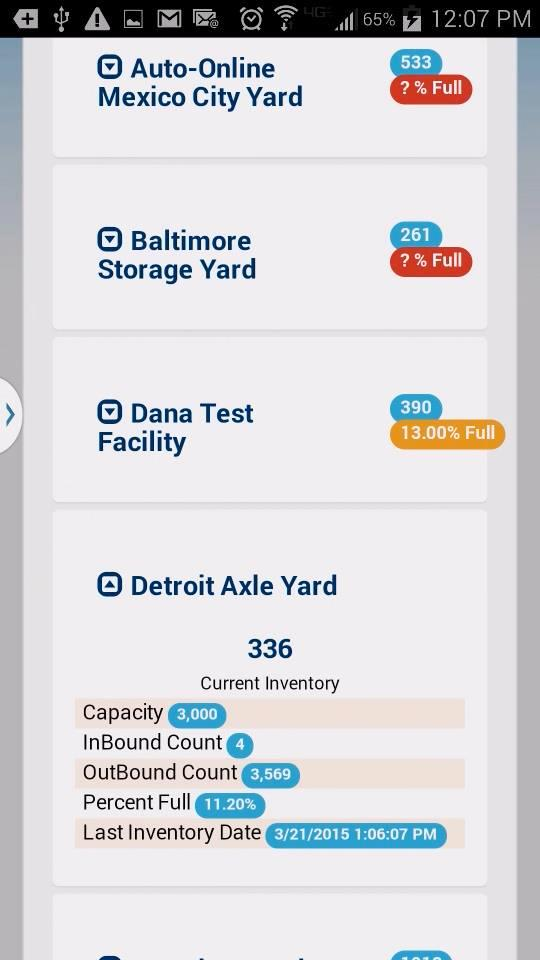 65% 12:07 PM
Auto-Online
Mexico City Yard
533
? % Full
Baltimore
Storage Yard
261
? % Full
Dana Test
Facility
390
13.00% Full
Detroit Axle Yard
336
Current Inventory
Capacity 3,000
InBound Count 4
OutBound Count 3,569
Percent Full 11.20%
Last Inventory Date 3/21/2015 1:06:07 PM